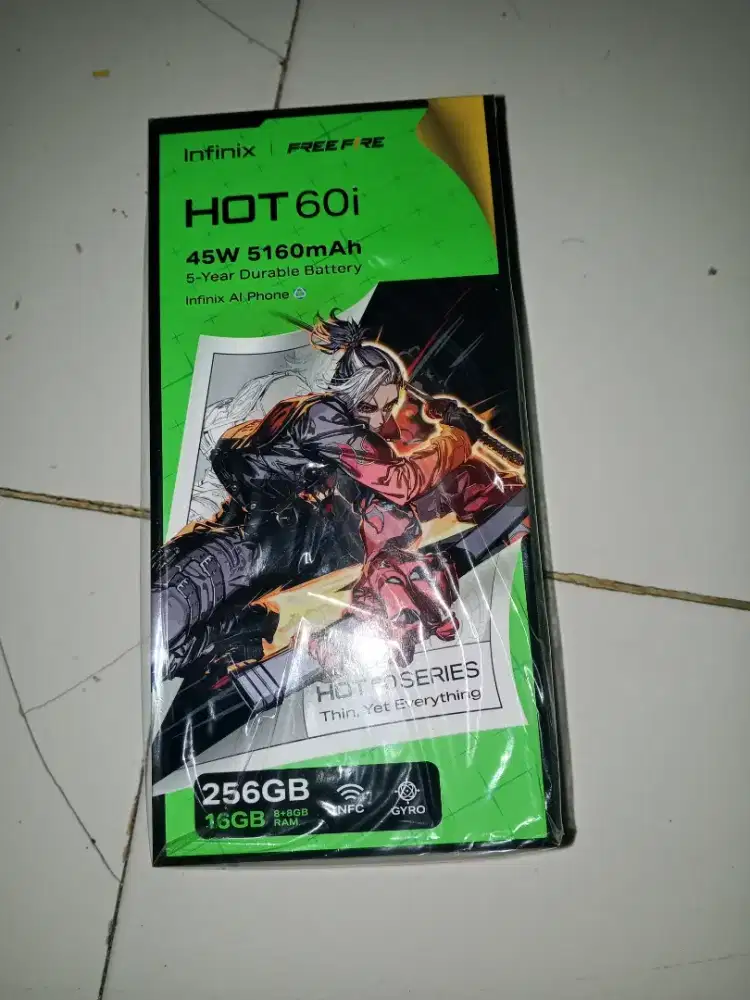 Infinix | FREE FIRE
HOT 60i
45W 5160mAh
5-Year Durable Battery
Infinix AI Phone
HOT 60 SERIES
Thin, Yet Everything
256GB
16GB 8+8GB RAM
NFC
GYRO